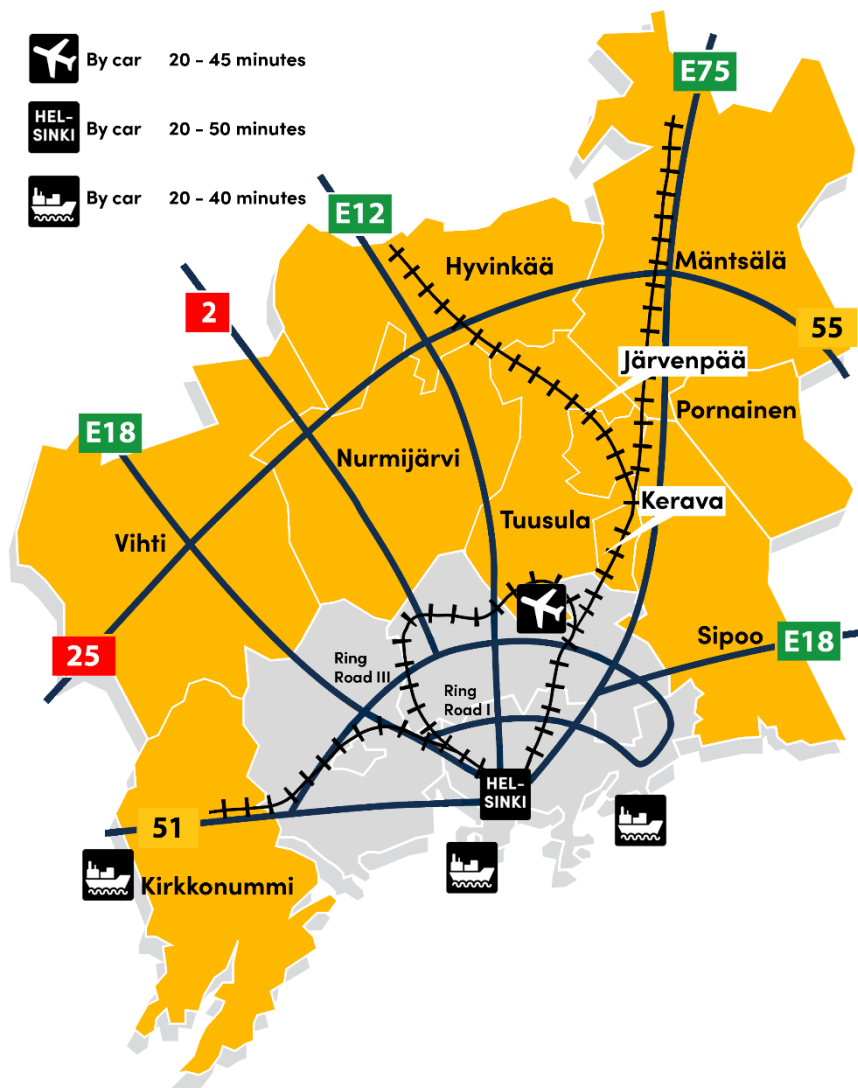 By car 20 - 45 minutes
HEL-
SINKI
By car 20 - 50 minutes
By car 20 - 40 minutes
E75
E12
Hyvinkää
Mäntsälä
2
55
Järvenpää
Pornainen
E18
Nurmijärvi
Kerava
Tuusula
Vihti
Sipoo
E18
25
Ring
Road III
Ring
Road I
HEL-
SINKI
51
Kirkkonummi